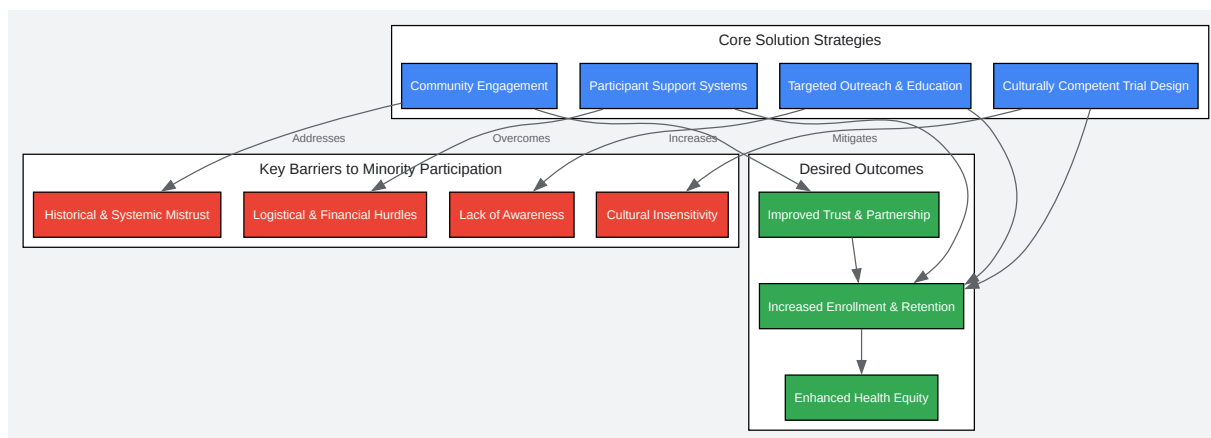 Core Solution Strategies
Community Engagement
Participant Support Systems
Targeted Outreach & Education
Culturally Competent Trial Design
Addresses
Overcomes
Increases
Mitigates
Key Barriers to Minority Participation
Historical & Systemic Mistrust
Logistical & Financial Hurdles
Lack of Awareness
Cultural Insensitivity
Desired Outcomes
Improved Trust & Partnership
Increased Enrollment & Retention
Enhanced Health Equity